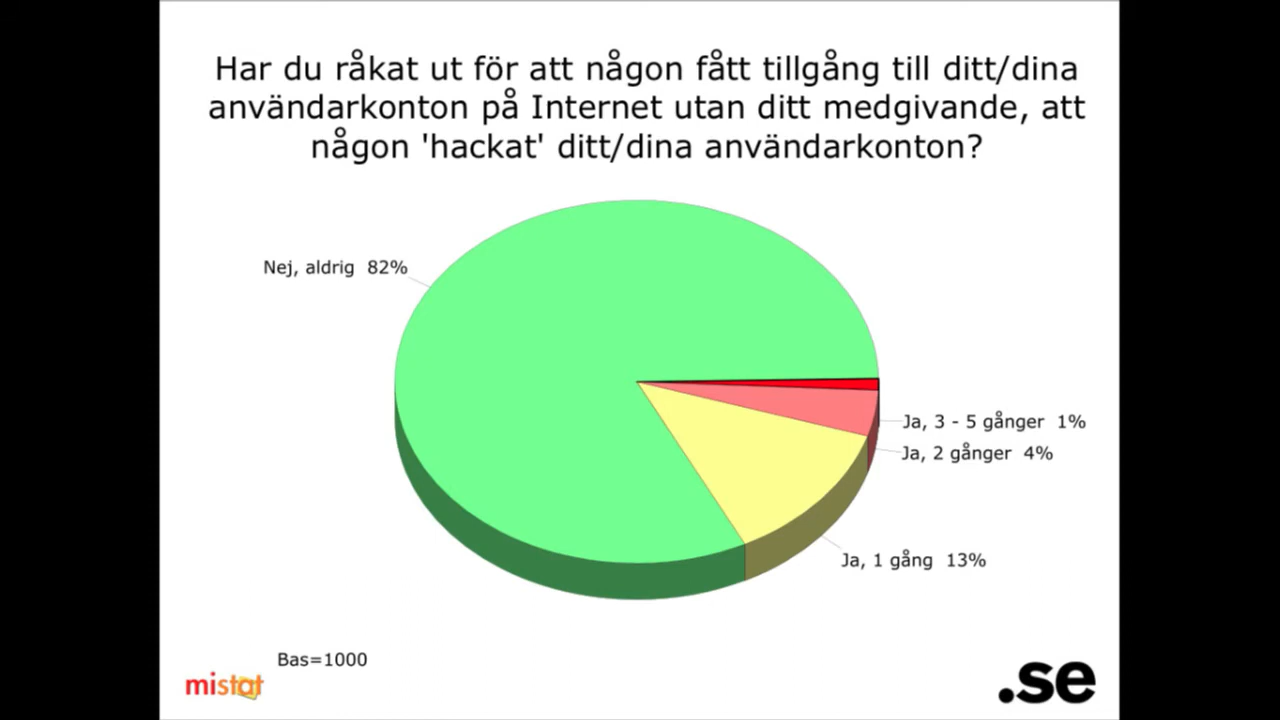 Har du råkat ut för att någon fått tillgång till ditt/dina
användarkonton på Internet utan ditt medgivande, att
någon 'hackat' ditt/dina användarkonton?
Nej, aldrig 82%
Ja, 3 - 5 gånger 1%
Ja, 2 gånger 4%
Ja, 1 gång 13%
Bas=1000
mistat
.se